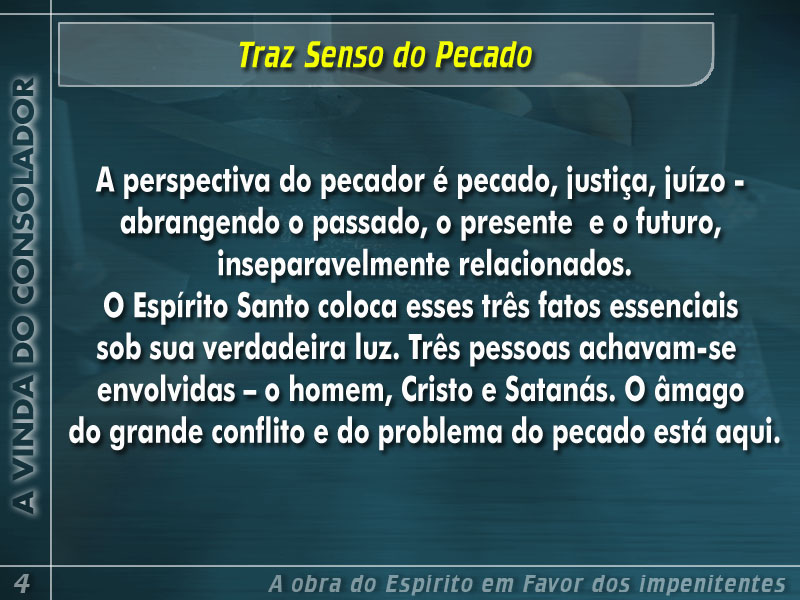 Traz Senso do Pecado
A VINDA DO CONSOLADOR
A perspectiva do pecador é pecado, justiça, juízo -
abrangendo o passado, o presente e o futuro,
inseparavelmente relacionados.
O Espírito Santo coloca esses três fatos essenciais
sob sua verdadeira luz. Três pessoas achavam-se
envolvidas – o homem, Cristo e Satanás. O âmago
do grande conflito e do problema do pecado está aqui.
4
A obra do Espírito em Favor dos impenitentes